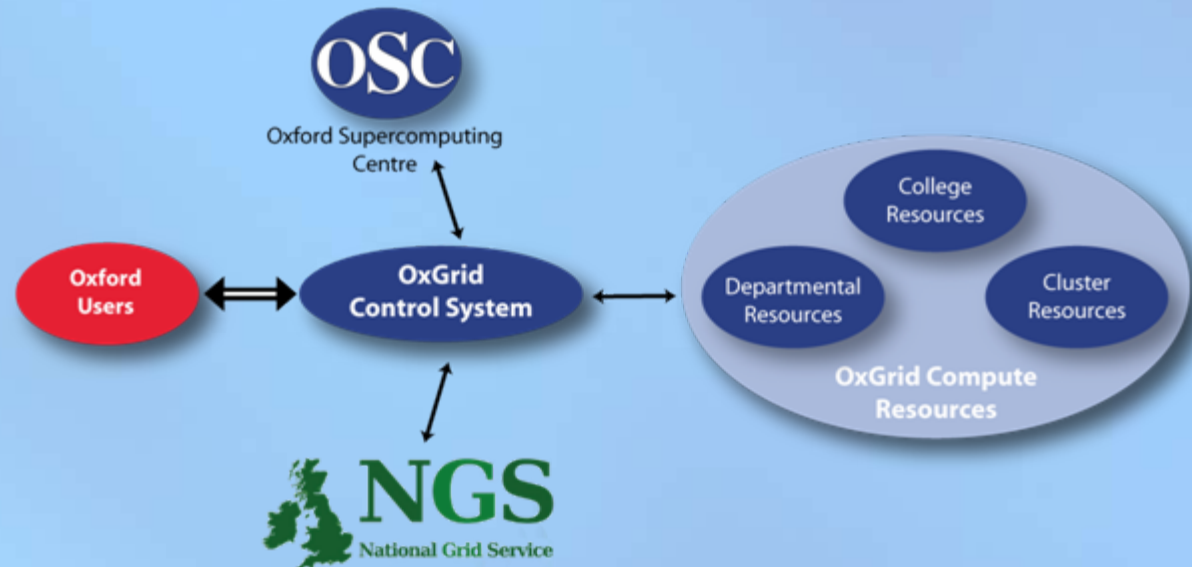 OSC
Oxford Supercomputing
Centre
Oxford
Users
OxGrid
Control System
College
Resources
Departmental
Resources
Cluster
Resources
OxGrid Compute
Resources
NGS
National Grid Service